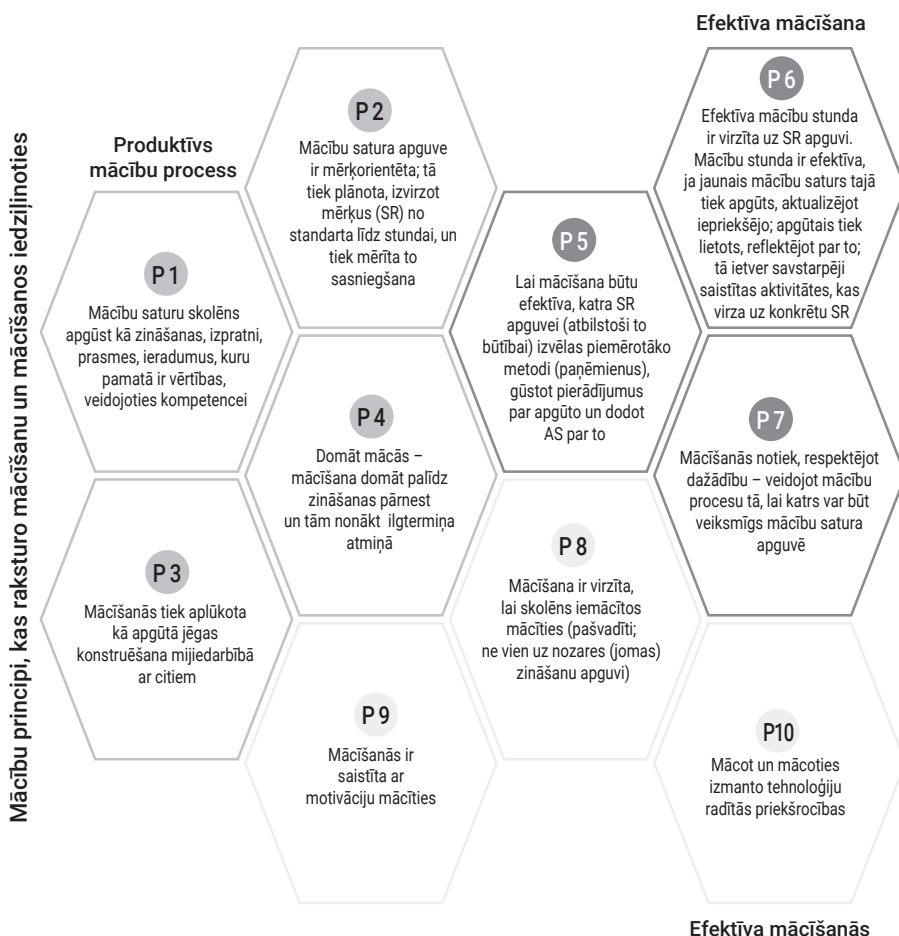 Mācību principi, kas raksturo mācīšanu un mācīšanos iedziļinoties
Produktīvs
mācību process
P 1
Mācību saturu skolēns
apgūst kā zināšanas, izpratni,
prasmes, ieradumus, kuru
pamatā ir vērtības,
veidojoties kompetencei
P 2
Mācību satura apguve
ir mērķorientēta; tā
tiek plānota, izvirzot
mērķus (SR) no
standarta līdz stundai, un
tiek mērīta to
sasniegšana
P 3
Mācīšanās tiek aplūkota
kā apgūtā jēgas
konstruēšana mijiedarbībā
ar citiem
P 4
Domāt mācās –
mācīšana domāt palīdz
zināšanas pārnest
un tām nonākt ilgtermiņa
atmiņā
Efektīva mācīšana
P 5
Lai mācīšana būtu
efektīva, katra SR
apguvei (atbilstoši to
būtībai) izvēlas piemērotāko
metodi (paņēmienus),
gūstot pierādījumus
par apgūto un dodot
AS par to
P 6
Efektīva mācību stunda
ir virzīta uz SR apguvi.
Mācību stunda ir efektīva,
ja jaunais mācību saturs tajā
tiek apgūts, aktualizējot
iepriekšējo; apgūtais tiek
lietots, reflektējot par to;
tā ietver savstarpēji
saistītas aktivitātes, kas
virza uz konkrētu SR
P 7
Mācīšanās notiek, respektējot
dažādību – veidojot mācību
procesu tā, lai katrs var būt
veiksmīgs mācību satura
apguvē
P 8
Mācīšana ir virzīta,
lai skolēns iemācītos
mācīties (pašvadīti;
ne vien uz nozares (jomas)
zināšanu apguvi)
P 9
Mācīšanās ir
saistīta ar
motivāciju mācīties
P10
Mācot un mācoties
izmanto tehnoloģiju
radītās priekšrocības
Efektīva mācīšanās